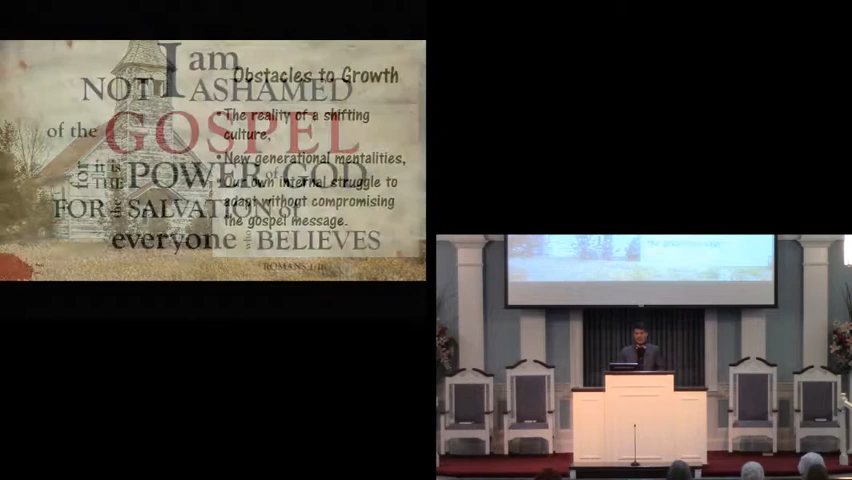 I am
NOT ASHAMED
of the GOSPEL
for it is THE POWER of GOD
FOR the SALVATION of
everyone who BELIEVES
ROMANS 1:16
Obstacles to Growth
• The reality of a shifting
culture,
• New generational mentalities,
• Our own internal struggle to
adapt without compromising
the gospel message.